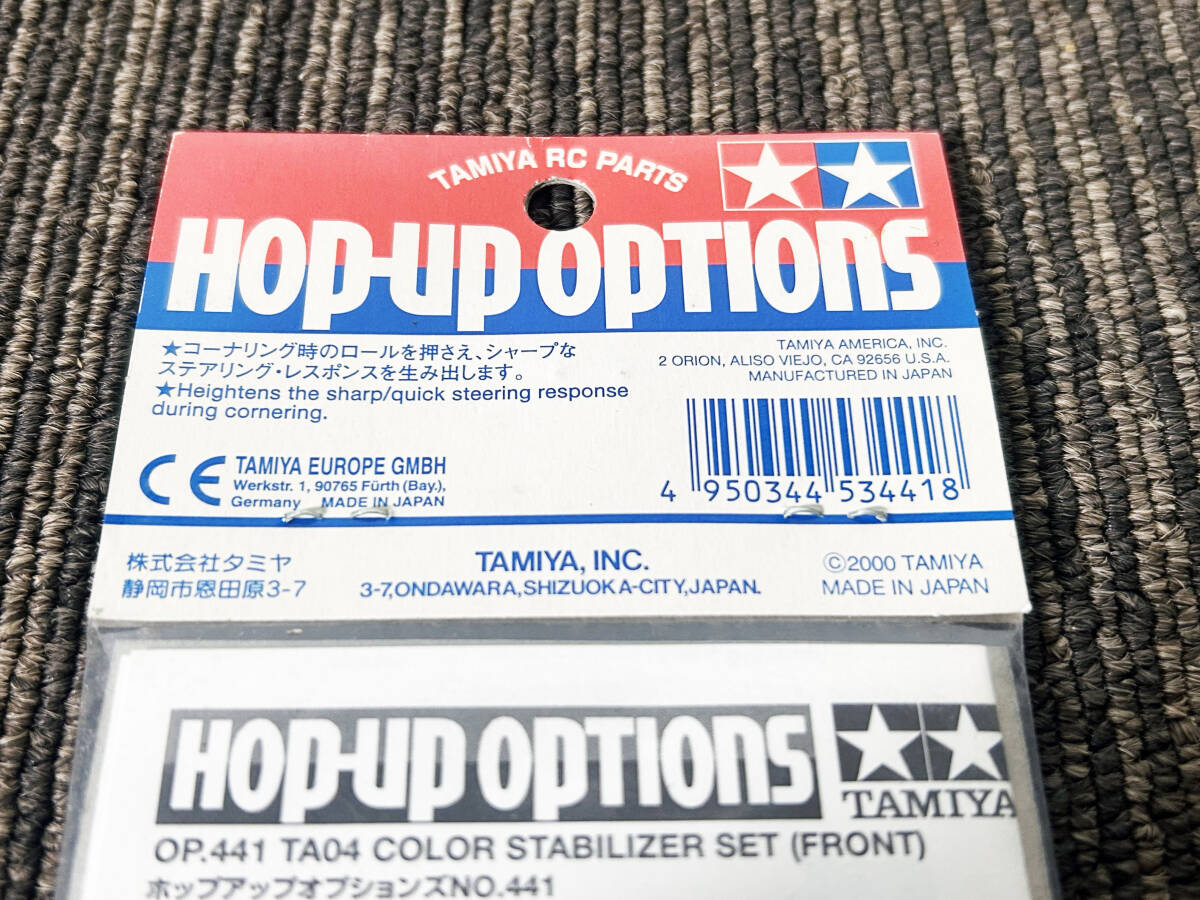 TAMIYA RC PARTS
HOP-UP OPTIONS
★コーナリング時のロールを押さえ、シャープな
ステアリング・レスポンスを生み出します。
★Heightens the sharp/quick steering response
during cornering.
TAMIYA AMERICA, INC.
2 ORION, ALISO VIEJO, CA 92656 U.S.A.
MANUFACTURED IN JAPAN
CE
TAMIYA EUROPE GMBH
Werkstr. 1, 90765 Fürth (Bay.),
Germany MADE IN JAPAN
4 950344 534418
株式会社タミヤ
静岡市恩田原3-7
TAMIYA, INC.
3-7,ONDAWARA,SHIZUOKA-CITY,JAPAN.
©2000 TAMIYA
MADE IN JAPAN
HOP-UP OPTIONS
TAMIYA
OP.441 TA04 COLOR STABILIZER SET (FRONT)
ホップアップオプションズNO.441